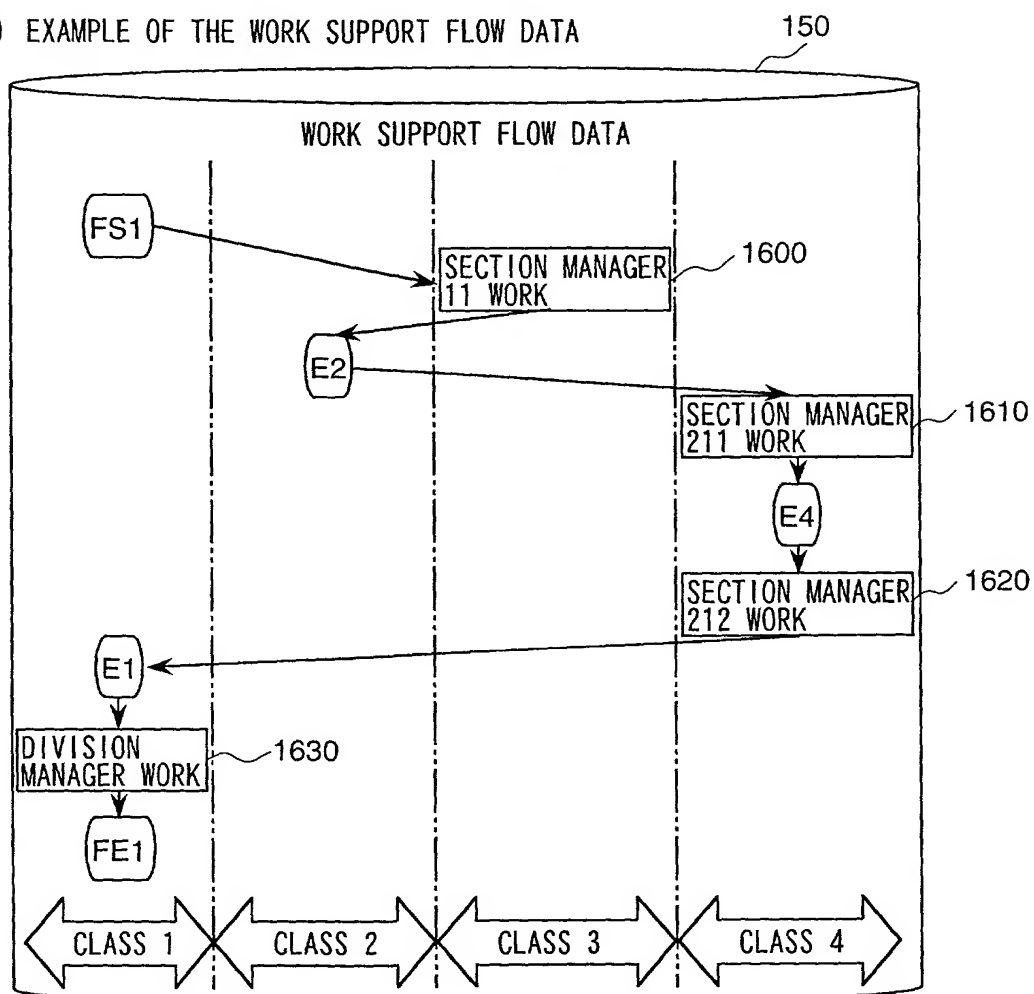 ) EXAMPLE OF THE WORK SUPPORT FLOW DATA
150
WORK SUPPORT FLOW DATA
FS1
SECTION MANAGER
11 WORK
1600
E2
SECTION MANAGER
211 WORK
1610
E4
SECTION MANAGER
212 WORK
1620
E1
DIVISION
MANAGER WORK
1630
FE1
CLASS 1
CLASS 2
CLASS 3
CLASS 4